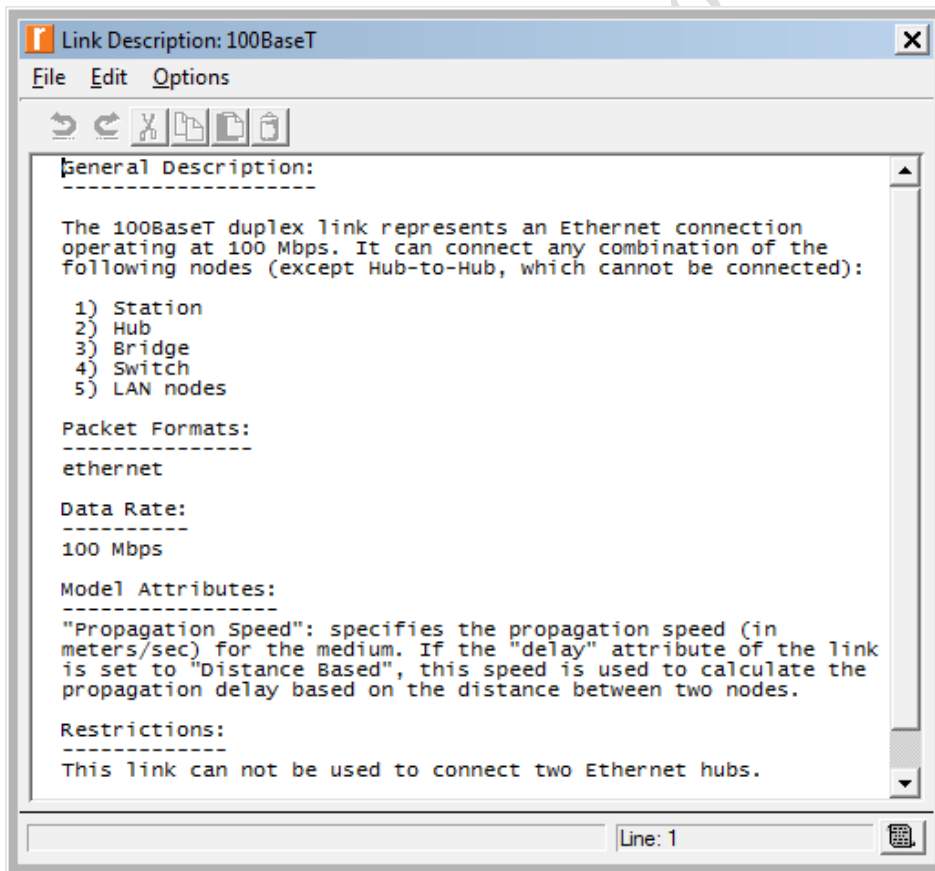 Link Description: 100BaseT
File Edit Options
General Description:
--------------------
The 100BaseT duplex link represents an Ethernet connection
operating at 100 Mbps. It can connect any combination of the
following nodes (except Hub-to-Hub, which cannot be connected):
1) Station
2) Hub
3) Bridge
4) Switch
5) LAN nodes
Packet Formats:
---------------
ethernet
Data Rate:
----------
100 Mbps
Model Attributes:
-----------------
"Propagation Speed": specifies the propagation speed (in
meters/sec) for the medium. If the "delay" attribute of the link
is set to "Distance Based", this speed is used to calculate the
propagation delay based on the distance between two nodes.
Restrictions:
-------------
This link can not be used to connect two Ethernet hubs.
Line: 1